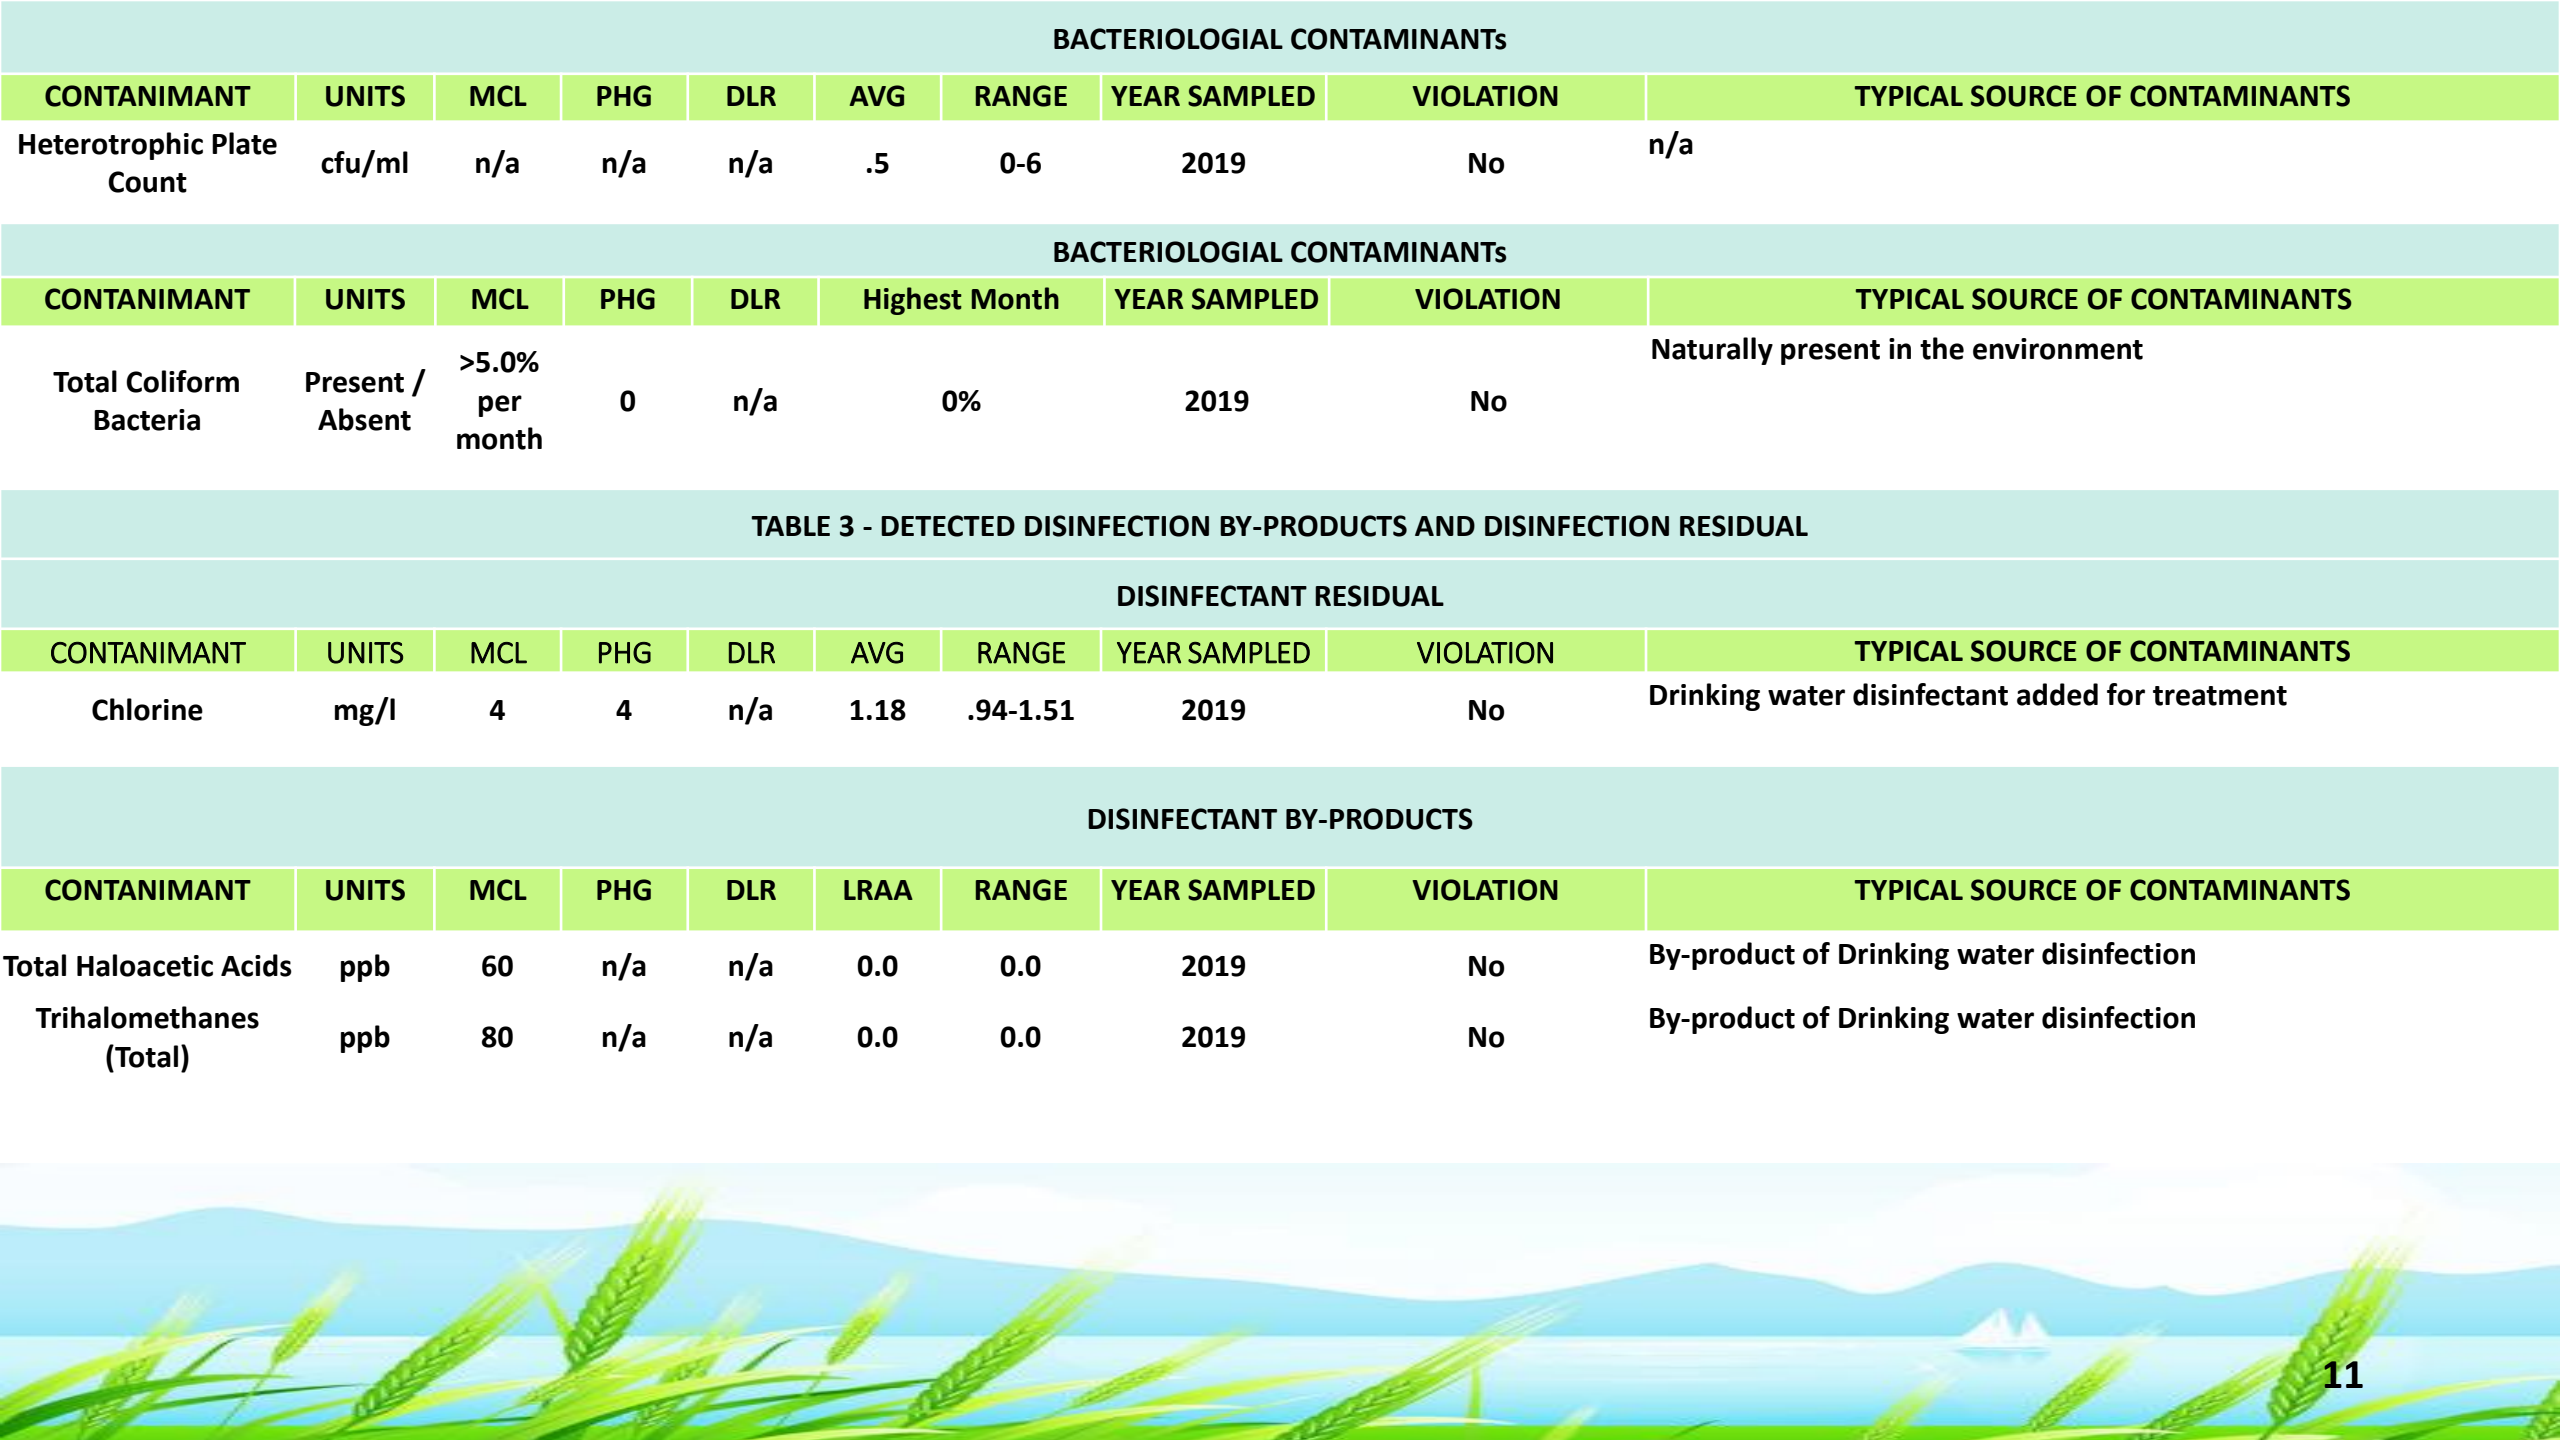 BACTERIOLOGIAL CONTAMINANTs
CONTANIMANT UNITS MCL PHG DLR AVG RANGE YEAR SAMPLED VIOLATION TYPICAL SOURCE OF CONTAMINANTS
Heterotrophic Plate Count cfu/ml n/a n/a n/a .5 0-6 2019 No n/a
BACTERIOLOGIAL CONTAMINANTs
CONTANIMANT UNITS MCL PHG DLR Highest Month YEAR SAMPLED VIOLATION TYPICAL SOURCE OF CONTAMINANTS
Total Coliform Bacteria Present / Absent >5.0% per month 0 n/a 0% 2019 No Naturally present in the environment
TABLE 3 - DETECTED DISINFECTION BY-PRODUCTS AND DISINFECTION RESIDUAL
DISINFECTANT RESIDUAL
CONTANIMANT UNITS MCL PHG DLR AVG RANGE YEAR SAMPLED VIOLATION TYPICAL SOURCE OF CONTAMINANTS
Chlorine mg/l 4 4 n/a 1.18 .94-1.51 2019 No Drinking water disinfectant added for treatment
DISINFECTANT BY-PRODUCTS
CONTANIMANT UNITS MCL PHG DLR LRAA RANGE YEAR SAMPLED VIOLATION TYPICAL SOURCE OF CONTAMINANTS
Total Haloacetic Acids ppb 60 n/a n/a 0.0 0.0 2019 No By-product of Drinking water disinfection
Trihalomethanes (Total) ppb 80 n/a n/a 0.0 0.0 2019 No By-product of Drinking water disinfection
11